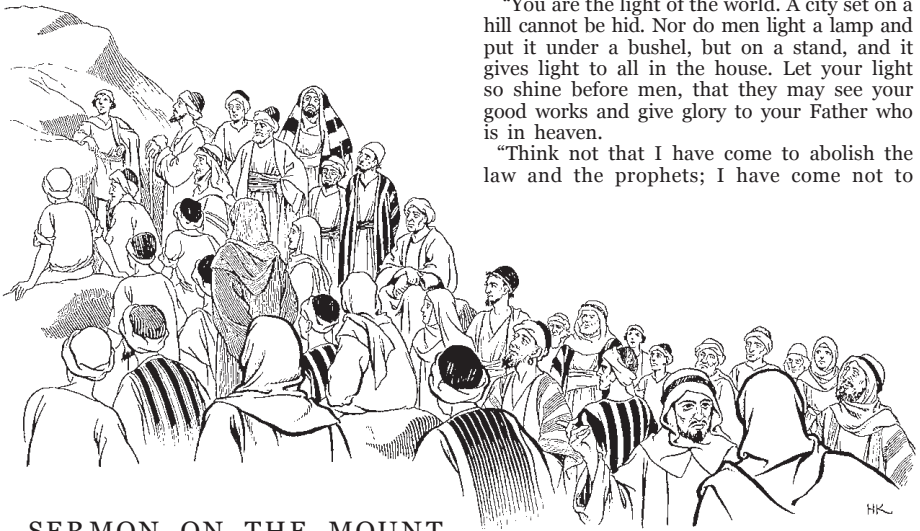 “You are the light of the world. A city set on a
hill cannot be hid. Nor do men light a lamp and
put it under a bushel, but on a stand, and it
gives light to all in the house. Let your light
so shine before men, that they may see your
good works and give glory to your Father who
is in heaven.
“Think not that I have come to abolish the
law and the prophets; I have come not to
HK
SERMON ON THE MOUNT